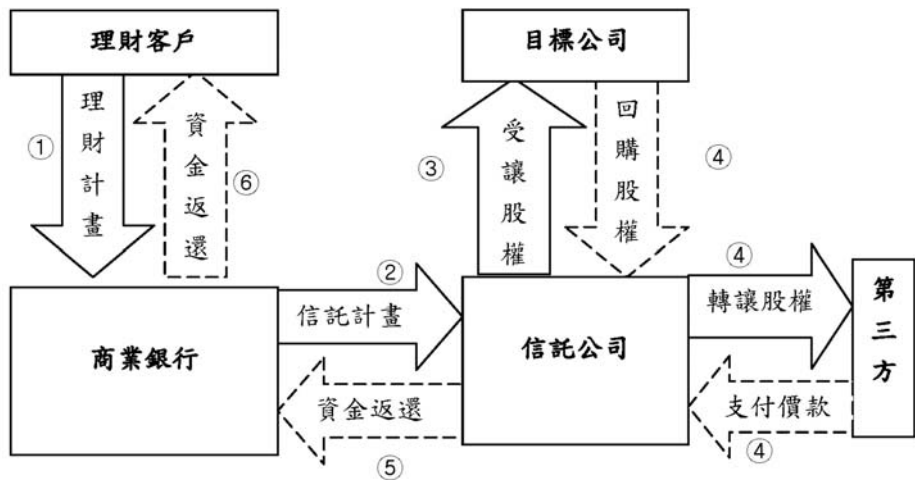 理財客戶
目標公司
①
理財計畫
資金返還
⑥
③
受讓股權
回購股權
④
商業銀行
②
信託計畫
資金返還
⑤
信託公司
④
轉讓股權
支付價款
④
第三方